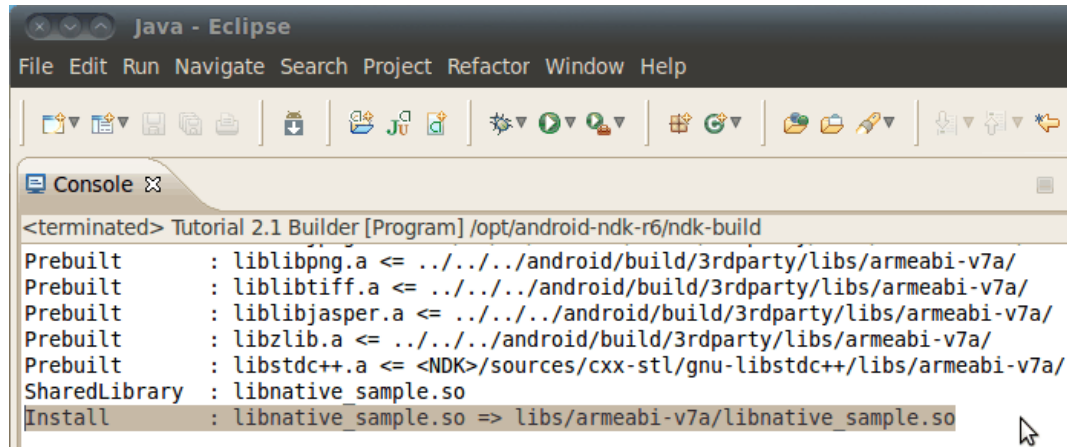 Java - Eclipse
File Edit Run Navigate Search Project Refactor Window Help
Console
<terminated> Tutorial 2.1 Builder [Program] /opt/android-ndk-r6/ndk-build
Prebuilt : liblibpng.a <= ../../../android/build/3rdparty/libs/armeabi-v7a/
Prebuilt : liblibtiff.a <= ../../../android/build/3rdparty/libs/armeabi-v7a/
Prebuilt : liblibjasper.a <= ../../../android/build/3rdparty/libs/armeabi-v7a/
Prebuilt : libzlib.a <= ../../../android/build/3rdparty/libs/armeabi-v7a/
Prebuilt : libstdc++.a <= <NDK>/sources/cxx-stl/gnu-libstdc++/libs/armeabi-v7a/
SharedLibrary : libnative_sample.so
Install : libnative_sample.so => libs/armeabi-v7a/libnative_sample.so